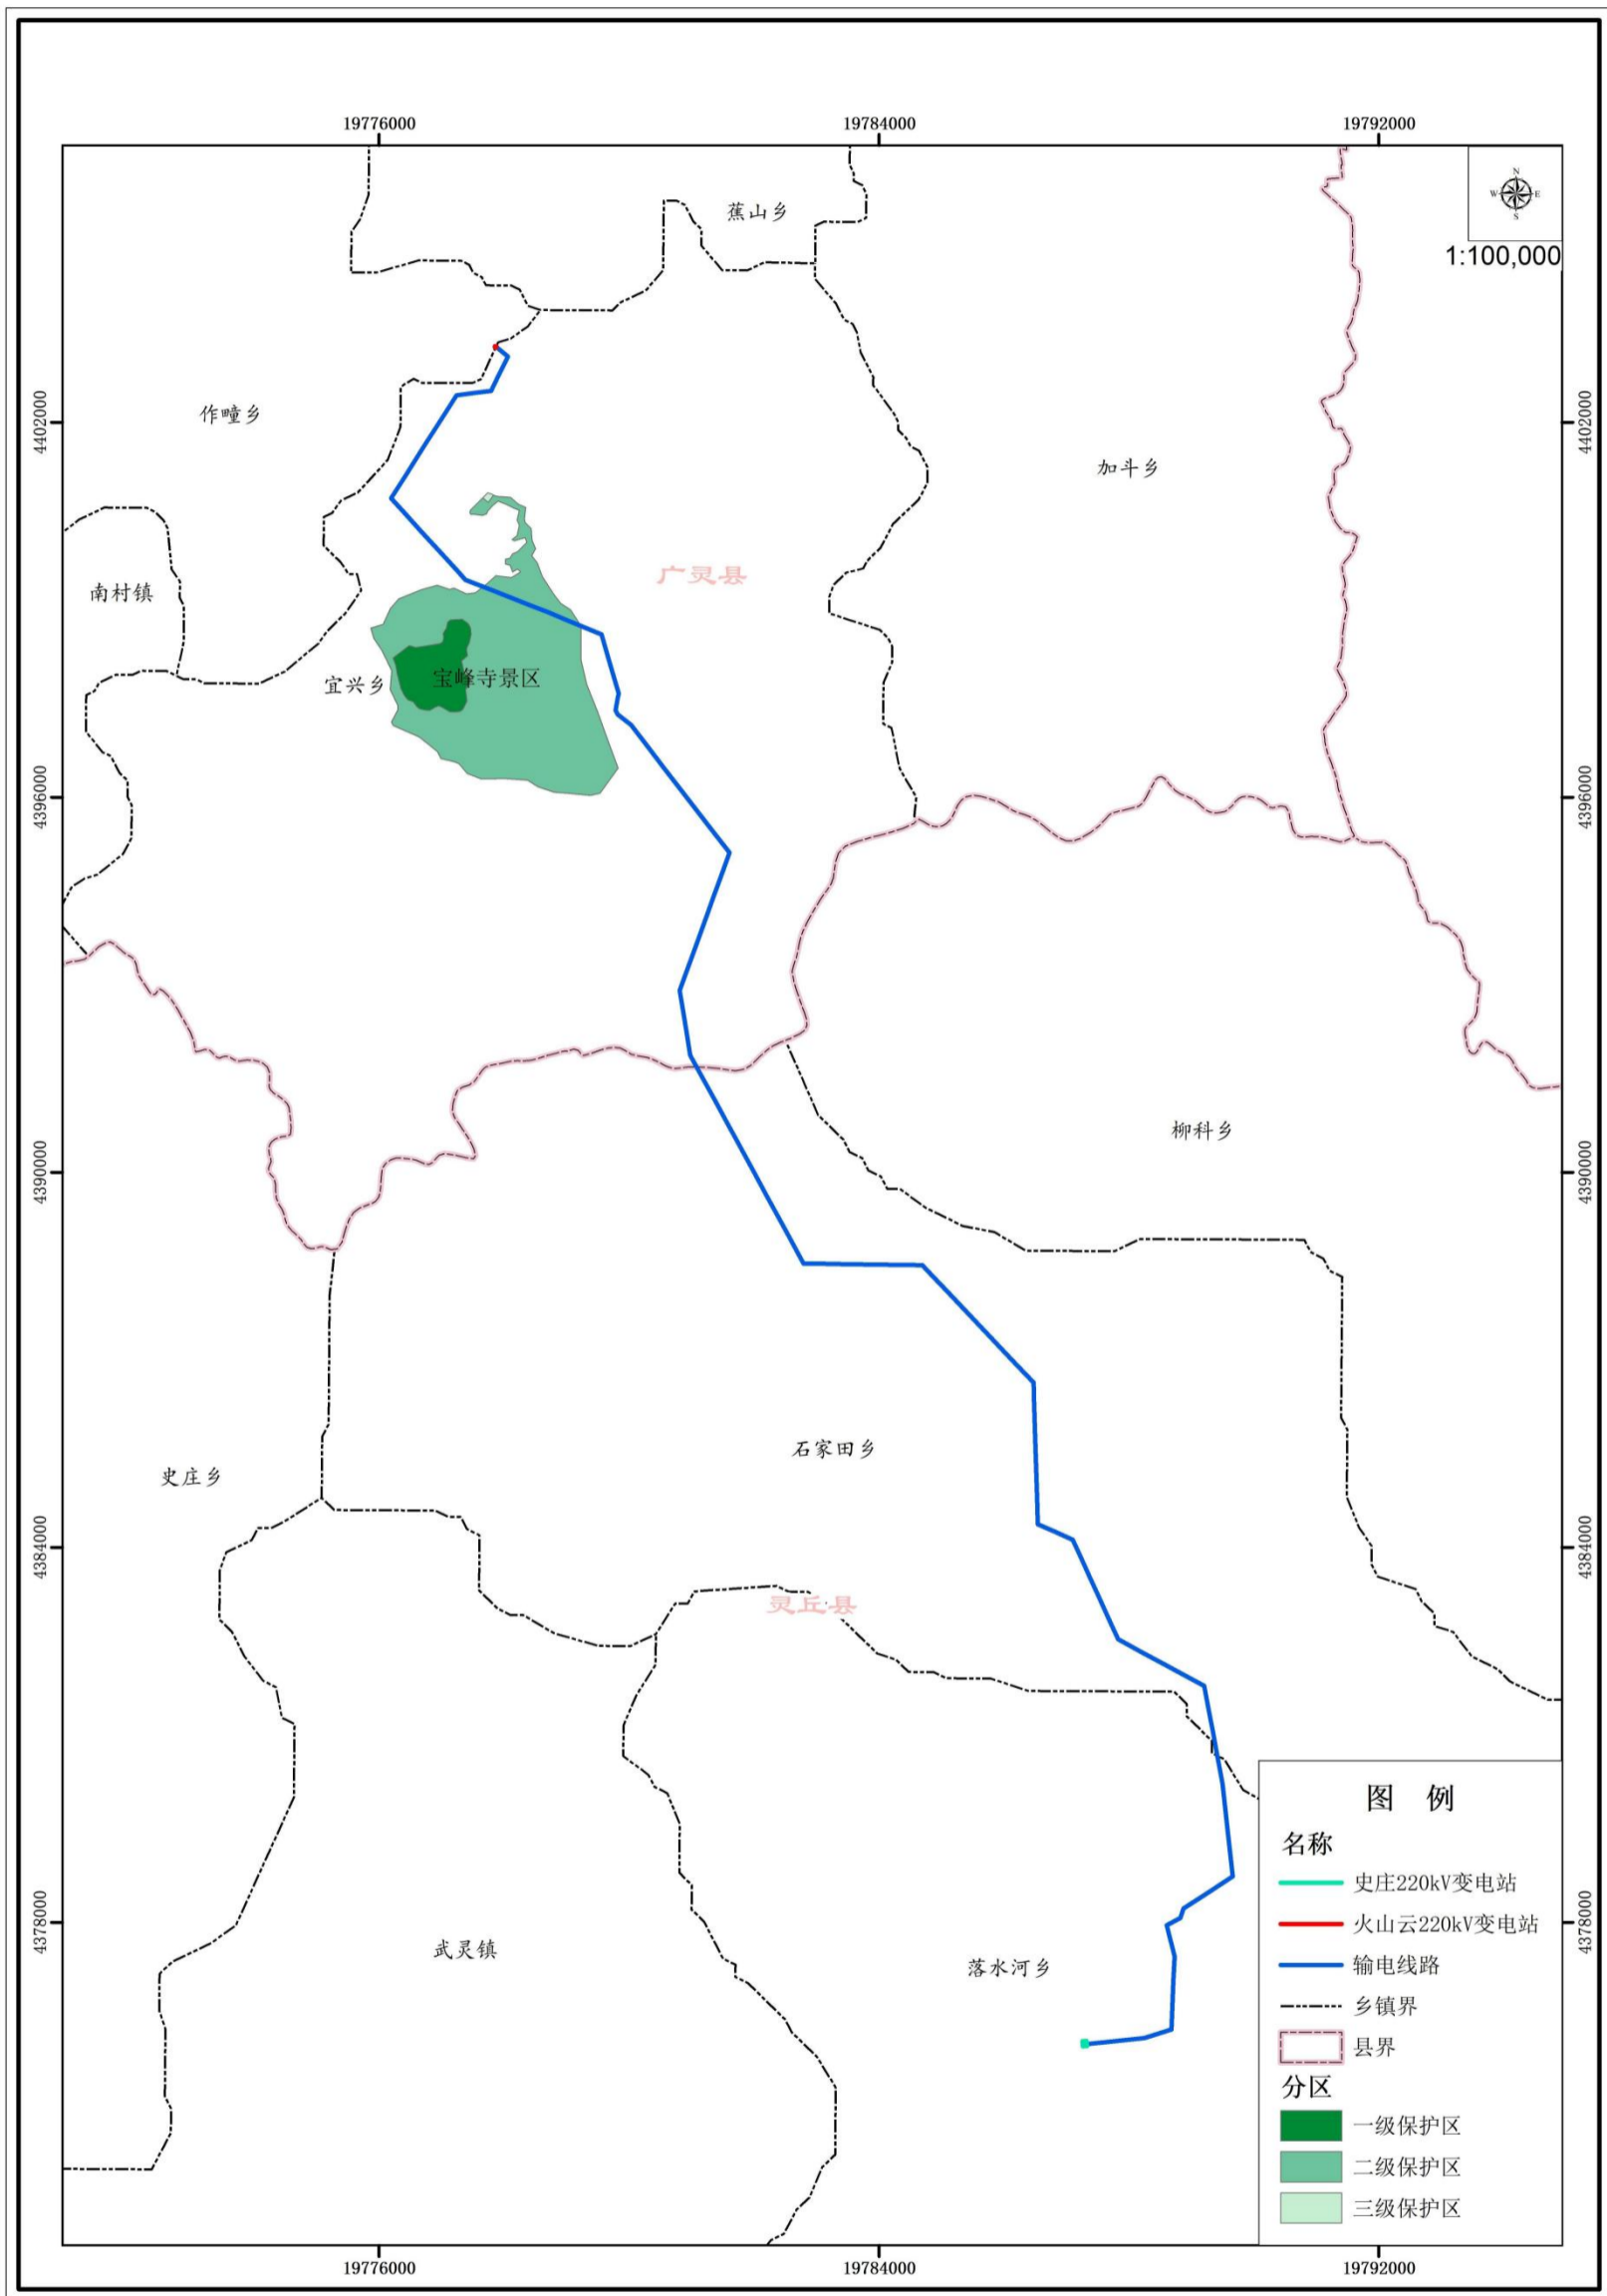 19776000
19784000
19792000
N
W
E
S
1:100,000
蕉山乡
4402000
作疃乡
4402000
加斗乡
广灵县
南村镇
宜兴乡
宝峰寺景区
4396000
4396000
柳科乡
4390000
4390000
石家田乡
史庄乡
4384000
4384000
灵丘县
图 例
名称
史庄220kV变电站
火山云220kV变电站
输电线路
乡镇界
县界
分区
一级保护区
二级保护区
三级保护区
4378000
4378000
武灵镇
落水河乡
19776000
19784000
19792000